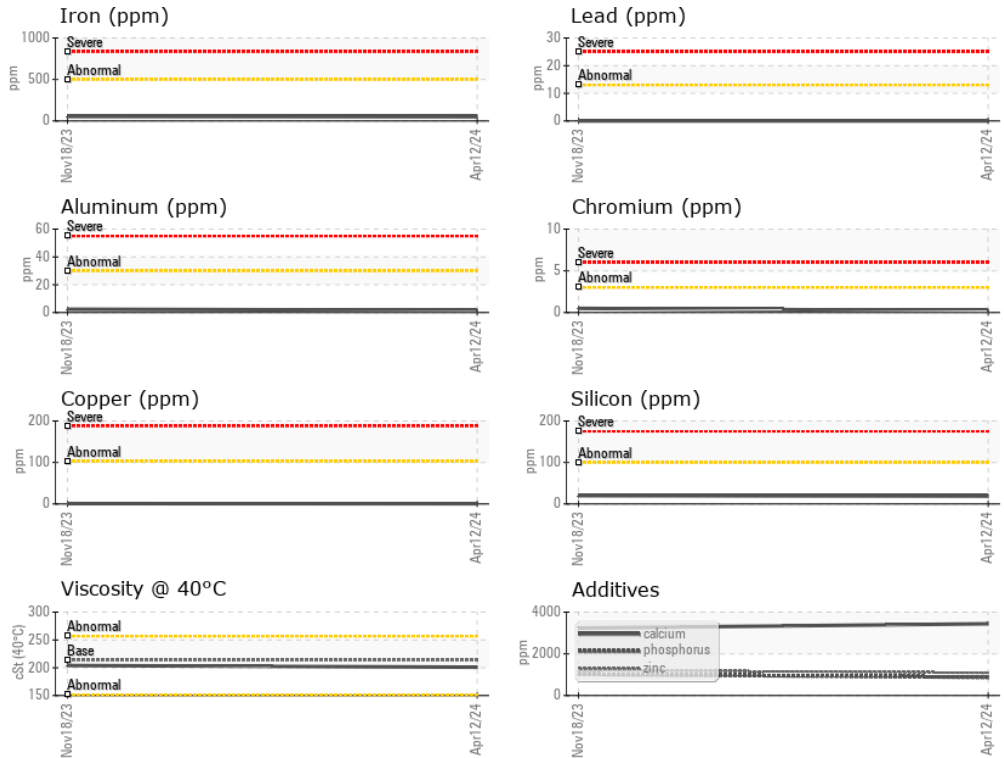 Iron (ppm)
1000
Severe
Abnormal
500
0
ppm
Nov18/23
Apr12/24
Lead (ppm)
30
Severe
20
Abnormal
10
0
ppm
Nov18/23
Apr12/24
Aluminum (ppm)
60
Severe
40
Abnormal
20
0
ppm
Nov18/23
Apr12/24
Chromium (ppm)
10
Severe
5
Abnormal
0
ppm
Nov18/23
Apr12/24
Copper (ppm)
200
Severe
100
Abnormal
0
ppm
Nov18/23
Apr12/24
Silicon (ppm)
200
Severe
100
Abnormal
0
ppm
Nov18/23
Apr12/24
Viscosity @ 40°C
300
Abnormal
250
Base
200
Abnormal
150
cSt (40°C)
Nov18/23
Apr12/24
Additives
4000
calcium
phosphorus
2000
zinc
0
ppm
Nov18/23
Apr12/24